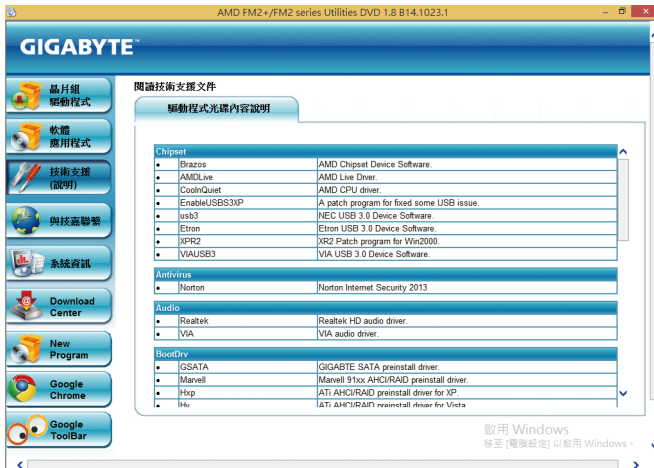 AMD FM2+/FM2 series Utilities DVD 1.8 B14.1023.1
GIGABYTE™
晶片組
驅動程式
軟體
應用程式
技術支援
(說明)
與技嘉聯繫
系統資訊
Download
Center
New
Program
Google
Chrome
Google
ToolBar
閱讀技術支援文件
驅動程式光碟內容說明
Chipset
• Brazos AMD Chipset Device Software.
• AMDLive AMD Live Drver.
• CoolnQuiet AMD CPU driver.
• EnableUSBS3XP A patch program for fixed some USB issue.
• usb3 NEC USB 3.0 Device Software.
• Etron Etron USB 3.0 Device Software.
• XPR2 XR2 Patch program for Win2000.
• VIAUSB3 VIA USB 3.0 Device Software.
Antivirus
• Norton Norton Internet Security 2013
Audio
• Realtek Realtek HD audio driver.
• VIA VIA audio driver.
BootDrv
• GSATA GIGABTE SATA preinstall driver.
• Marvell Marvell 91xx AHCI/RAID preinstall driver.
• Hxp ATi AHCI/RAID preinstall driver for XP.
• Hv ATi AHCI/RAID preinstall driver for Vista.
啟用 Windows
移至 [電腦設定] 以啟用 Windows。